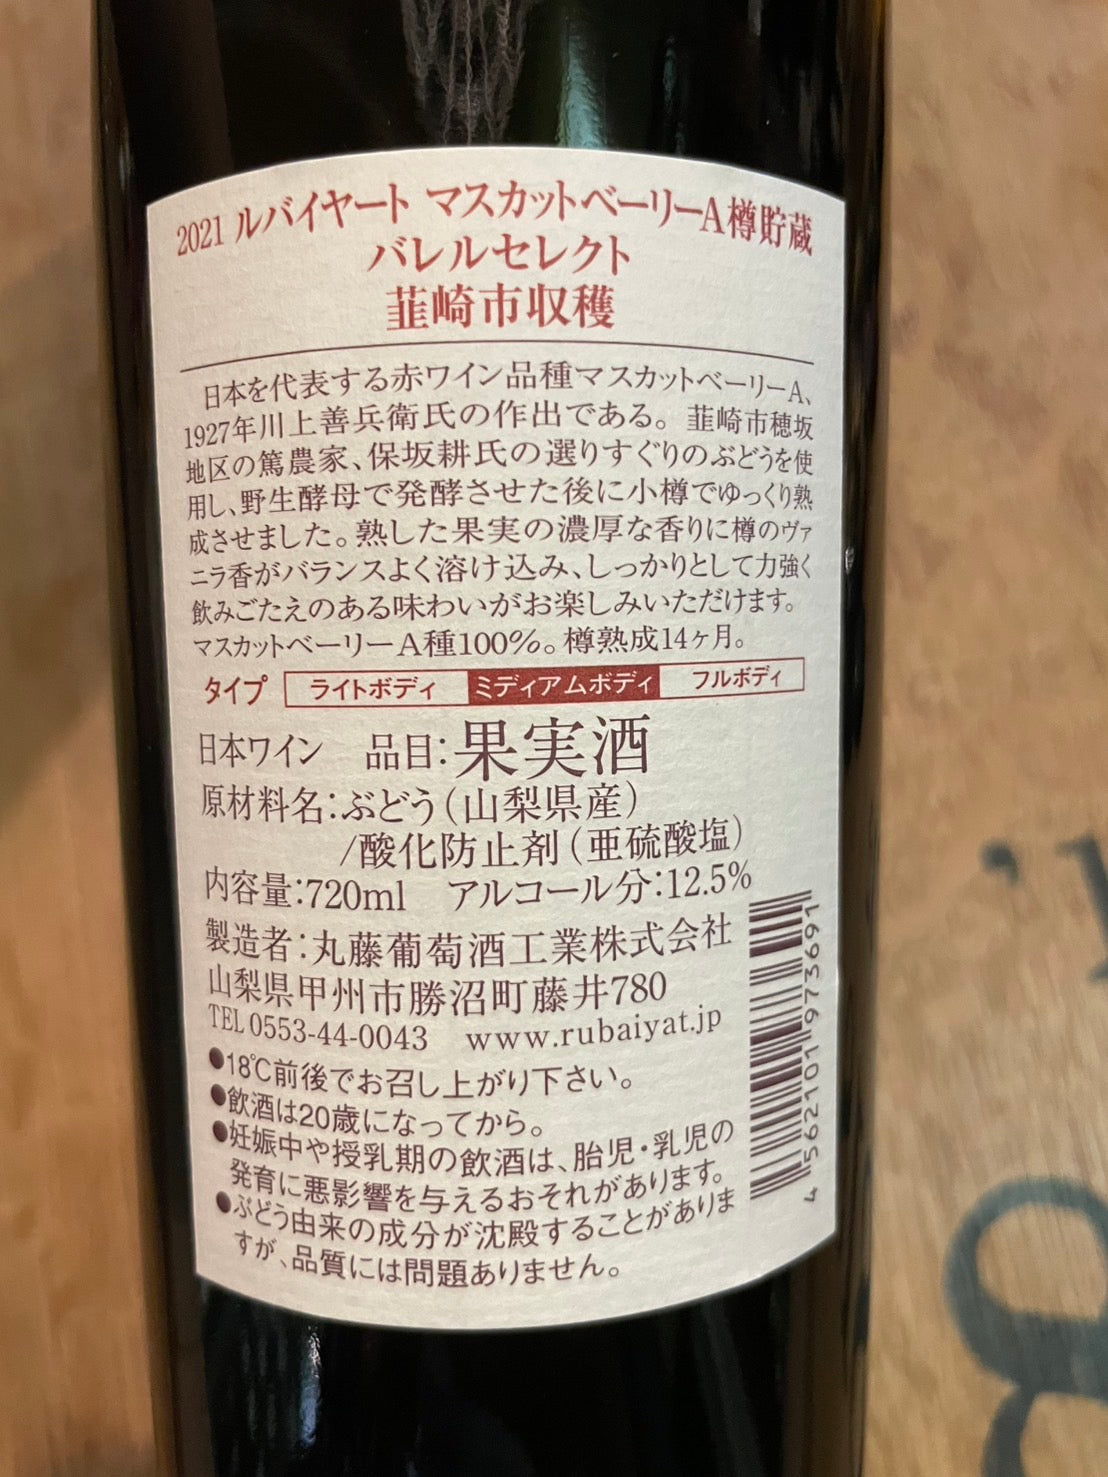 2021 ルバイヤート マスカットベーリーA樽貯蔵
バレルセレクト
韮崎市収穫
日本を代表する赤ワイン品種マスカットベーリーA、
1927年川上善兵衛氏の作出である。韮崎市穂坂
地区の篤農家、保坂耕氏の選りすぐりのぶどうを使
用し、野生酵母で発酵させた後に小樽でゆっくり熟
成させました。熟した果実の濃厚な香りに樽のヴァ
ニラ香がバランスよく溶け込み、しっかりとして力強く
飲みごたえのある味わいがお楽しみいただけます。
マスカットベーリーA種100%。樽熟成14ヶ月。
タイプ ライトボディ ミディアムボディ フルボディ
日本ワイン 品目:果実酒
原材料名:ぶどう(山梨県産)
/酸化防止剤(亜硫酸塩)
内容量:720ml アルコール分:12.5%
製造者:丸藤葡萄酒工業株式会社
山梨県甲州市勝沼町藤井780
TEL 0553-44-0043 www.rubaiyat.jp
●18℃前後でお召し上がり下さい。
●飲酒は20歳になってから。
●妊娠中や授乳期の飲酒は、胎児・乳児の
発育に悪影響を与えるおそれがあります。
●ぶどう由来の成分が沈殿することがありま
すが、品質には問題ありません。
4 562101 973691
8